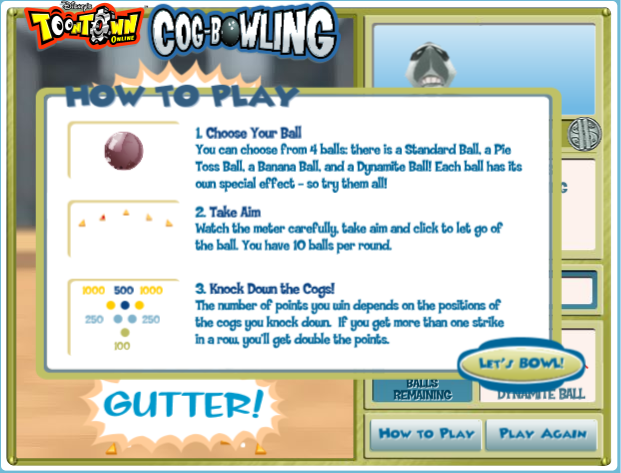 Disney's
TOONTOWN
ONLINE
COG-BOWLING
HOW TO PLAY
1. Choose Your Ball
You can choose from 4 balls: there is a Standard Ball, a Pie
Toss Ball, a Banana Ball, and a Dynamite Ball! Each ball has its
own special effect - so try them all!
2. Take Aim
Watch the meter carefully, take aim and click to let go of
the ball. You have 10 balls per round.
3. Knock Down the Cogs!
1000 500 1000
250 250
100
The number of points you win depends on the positions of
the cogs you knock down. If you get more than one strike
in a row, you'll get double the points.
LET'S BOWL!
GUTTER!
BALLS
REMAINING
DYNAMITE BALL
HOW TO PLAY
PLAY AGAIN